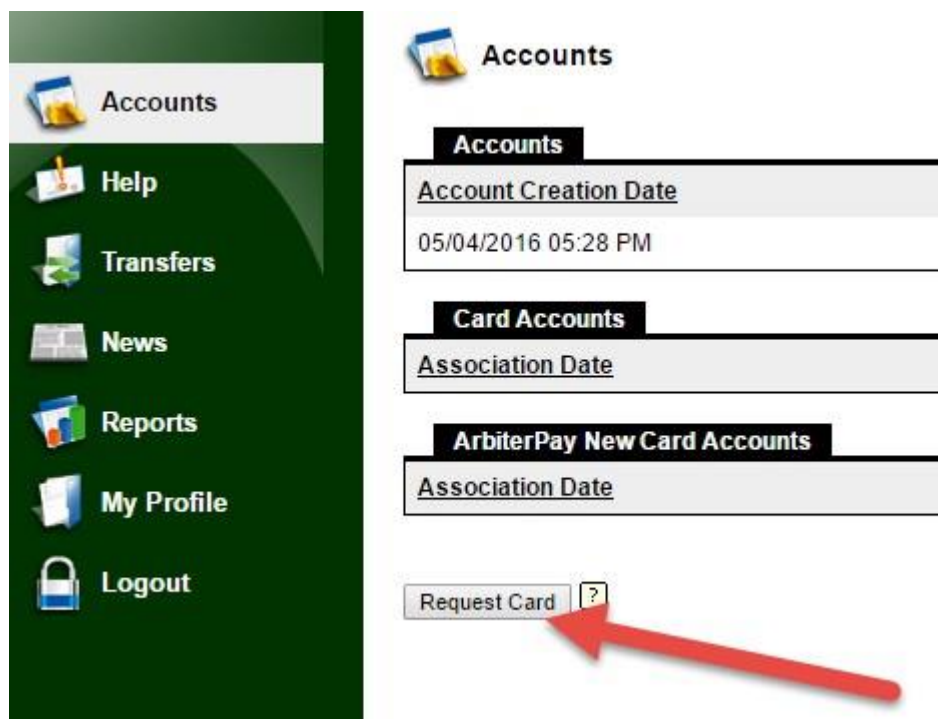 Accounts
Help
Transfers
News
Reports
My Profile
Logout
Accounts
Accounts
Account Creation Date
05/04/2016 05:28 PM
Card Accounts
Association Date
ArbiterPay New Card Accounts
Association Date
Request Card ?